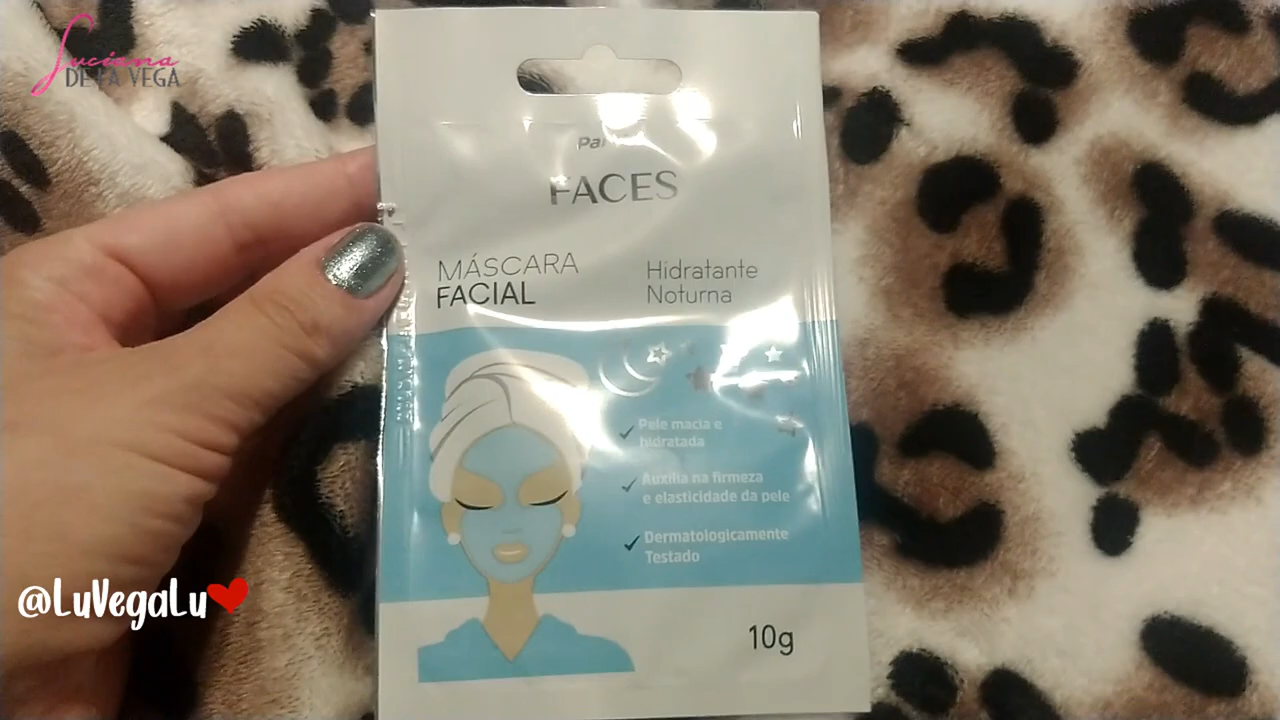 Luciana
DE LA VEGA
FACES
MÁSCARA
FACIAL
Hidratante
Noturna
Pele macia e
hidratada
Auxilia na firmeza
e elasticidade da pele
Dermatologicamente
Testado
@LuVegaLu
10g